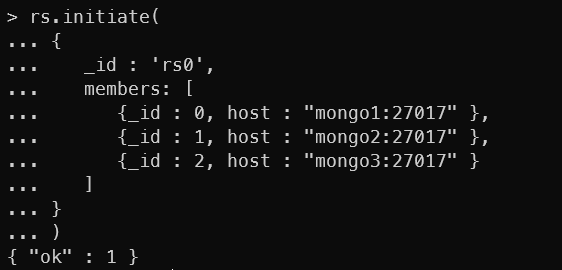 > rs.initiate(
... {
...    _id : 'rs0',
...    members: [
...       {_id : 0, host : "mongo1:27017" },
...       {_id : 1, host : "mongo2:27017" },
...       {_id : 2, host : "mongo3:27017" }
...    ]
... }
... )
{ "ok" : 1 }